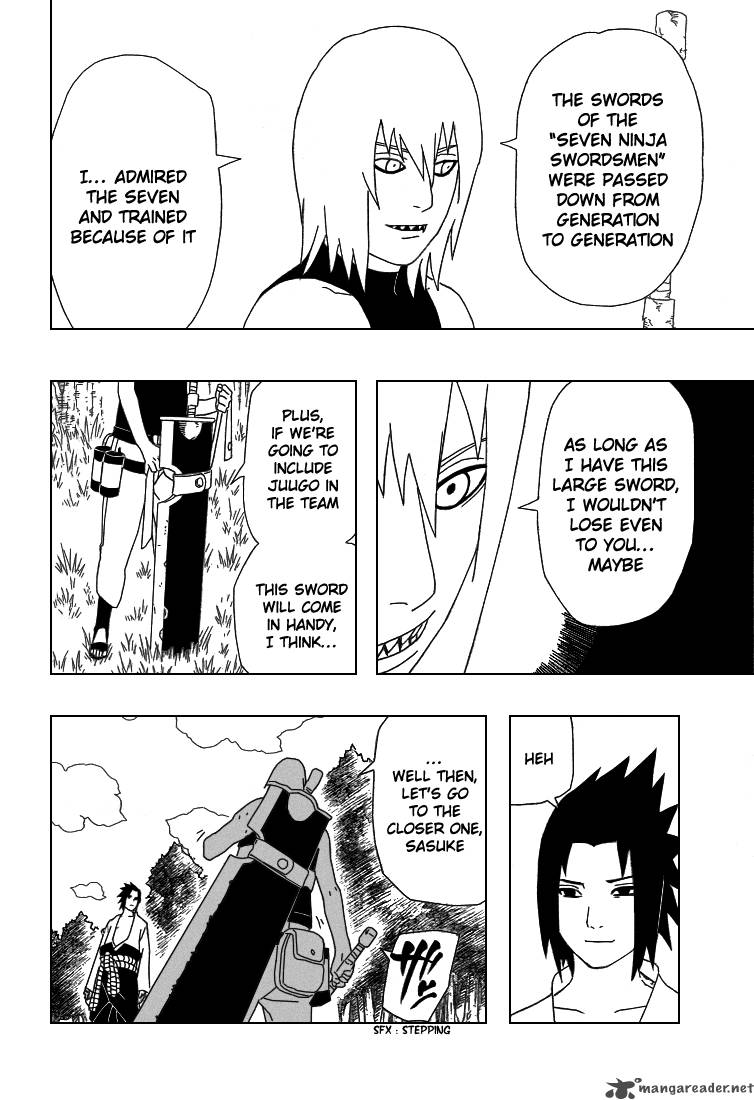 THE SWORDS
OF THE
"SEVEN NINJA
SWORDSMEN"
WERE PASSED
DOWN FROM
GENERATION
TO GENERATION
I... ADMIRED
THE SEVEN
AND TRAINED
BECAUSE OF IT
AS LONG AS
I HAVE THIS
LARGE SWORD,
I WOULDN'T
LOSE EVEN
TO YOU...
MAYBE
PLUS,
IF WE'RE
GOING TO
INCLUDE
JUUGO IN
THE TEAM
THIS SWORD
WILL COME
IN HANDY,
I THINK...
HEH
...
WELL THEN,
LET'S GO
TO THE
CLOSER ONE,
SASUKE
SFX : STEPPING
mangareader.net